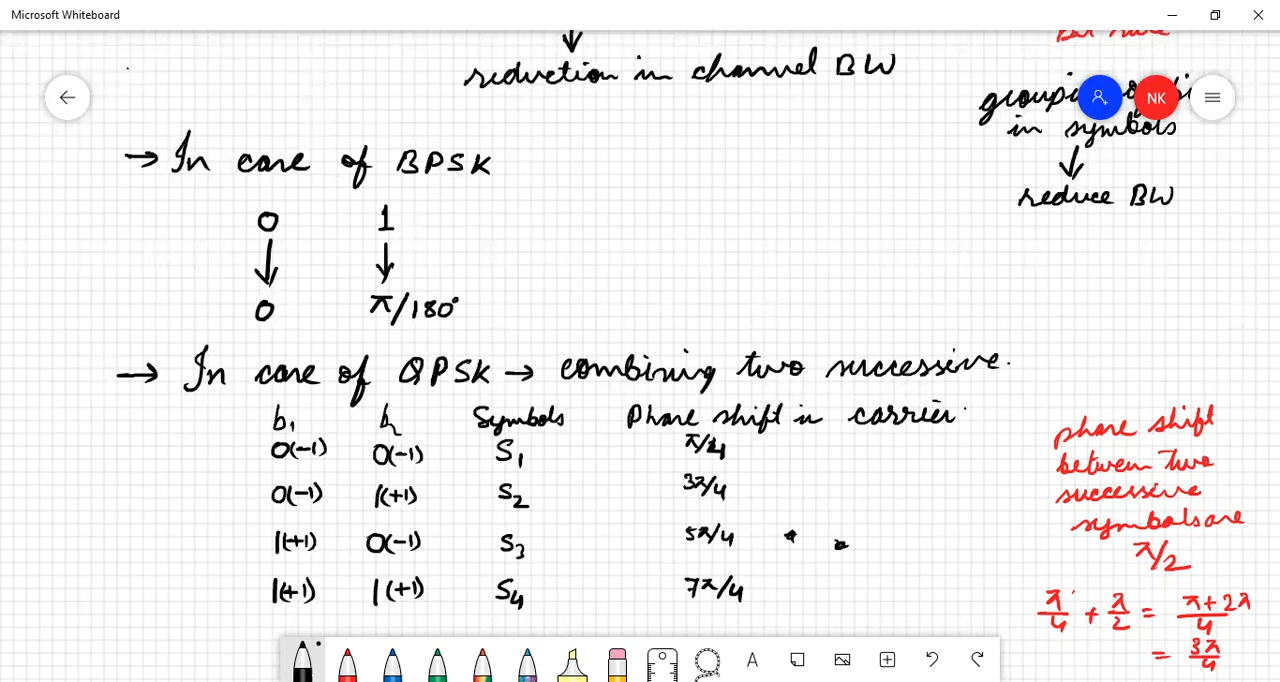 Microsoft Whiteboard
reduction in channel BW
in symbols
reduce BW
NK
→ In case of BPSK
0 1
0 π/180°
→ In case of QPSK → combining two successive.
b1 b2 Symbols Phase shift in carrier.
0(-1) 0(-1) S1 π/4
0(-1) 1(+1) S2 3π/4
1(+1) 0(-1) S3 5π/4
1(+1) 1(+1) S4 7π/4
phase shift
between two
successive
symbols are
π/2
π/4 + π/2 = π+2π/4
= 3π/4
A